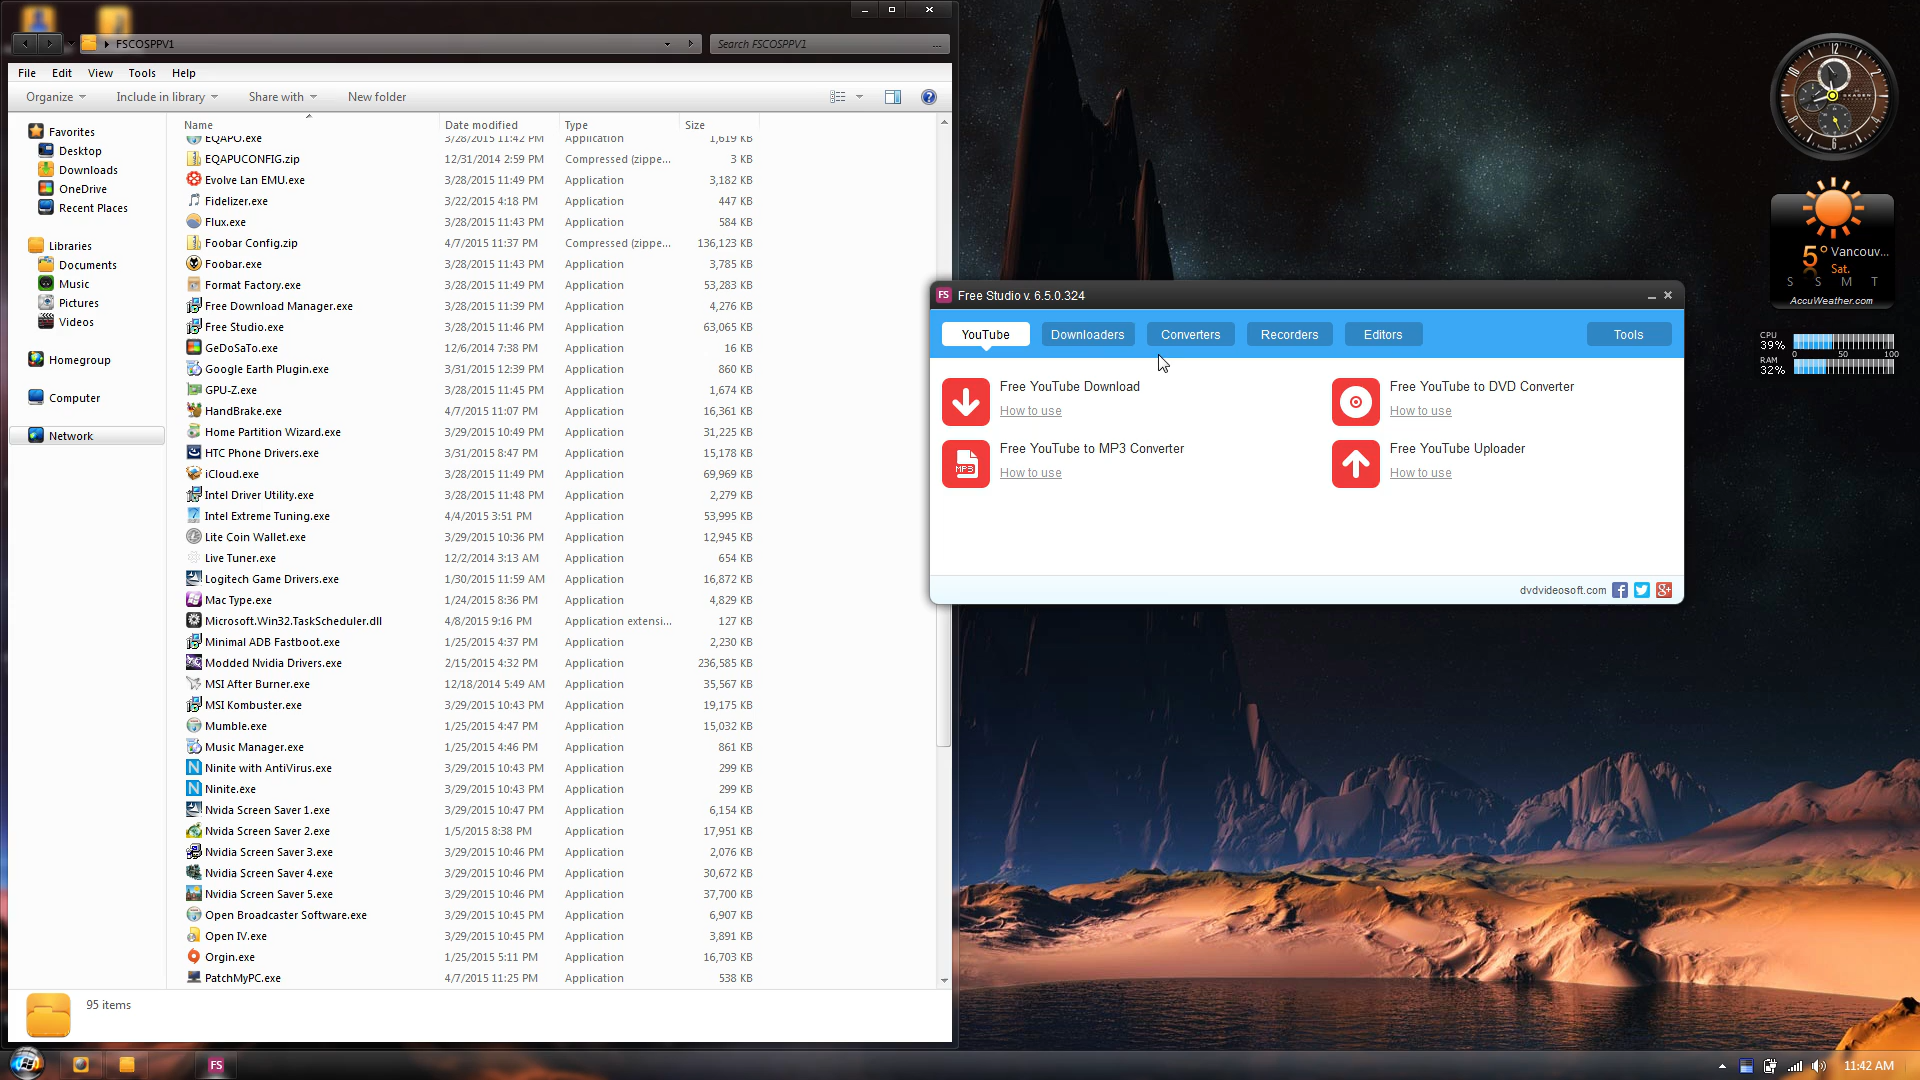 FSCOSPPV1
Search FSCOSPPV1
File Edit View Tools Help
Organize Include in library Share with New folder
Favorites
Desktop
Downloads
OneDrive
Recent Places
Libraries
Documents
Music
Pictures
Videos
Homegroup
Computer
Network
Name Date modified Type Size
EQAPO.exe 3/28/2015 11:42 PM Application 1,619 KB
EQAPUCONFIG.zip 12/31/2014 2:59 PM Compressed (zippe... 3 KB
Evolve Lan EMU.exe 3/28/2015 11:49 PM Application 3,182 KB
Fidelizer.exe 3/22/2015 4:18 PM Application 447 KB
Flux.exe 3/28/2015 11:43 PM Application 584 KB
Foobar Config.zip 4/7/2015 11:37 PM Compressed (zippe... 136,123 KB
Foobar.exe 3/28/2015 11:43 PM Application 3,785 KB
Format Factory.exe 3/28/2015 11:45 PM Application 53,283 KB
Free Download Manager.exe 3/28/2015 11:39 PM Application 4,276 KB
Free Studio.exe 3/28/2015 11:46 PM Application 63,065 KB
GeDoSaTo.exe 12/6/2014 7:38 PM Application 16 KB
Google Earth Plugin.exe 3/31/2015 12:39 PM Application 860 KB
GPU-Z.exe 3/28/2015 11:45 PM Application 1,674 KB
HandBrake.exe 4/7/2015 11:07 PM Application 16,361 KB
Home Partition Wizard.exe 3/29/2015 10:49 PM Application 31,225 KB
HTC Phone Drivers.exe 3/31/2015 8:47 PM Application 15,178 KB
iCloud.exe 3/28/2015 11:49 PM Application 69,969 KB
Intel Driver Utility.exe 3/28/2015 11:48 PM Application 2,279 KB
Intel Extreme Tuning.exe 4/4/2015 3:51 PM Application 53,995 KB
Lite Coin Wallet.exe 3/29/2015 10:36 PM Application 12,945 KB
Live Tuner.exe 12/2/2014 3:13 AM Application 654 KB
Logitech Game Drivers.exe 1/30/2015 11:59 AM Application 16,872 KB
Mac Type.exe 1/24/2015 8:36 PM Application 4,829 KB
Microsoft.Win32.TaskScheduler.dll 4/8/2015 9:16 PM Application extensi... 127 KB
Minimal ADB Fastboot.exe 1/25/2015 4:37 PM Application 2,230 KB
Modded Nvidia Drivers.exe 2/15/2015 4:32 PM Application 236,585 KB
MSI After Burner.exe 12/18/2014 5:49 AM Application 35,567 KB
MSI Kombuster.exe 3/29/2015 10:43 PM Application 19,175 KB
Mumble.exe 1/25/2015 4:47 PM Application 15,032 KB
Music Manager.exe 1/25/2015 4:46 PM Application 861 KB
Ninite with AntiVirus.exe 3/29/2015 10:43 PM Application 299 KB
Ninite.exe 3/29/2015 10:43 PM Application 299 KB
Nvida Screen Saver 1.exe 3/29/2015 10:47 PM Application 6,154 KB
Nvida Screen Saver 2.exe 1/5/2015 8:38 PM Application 17,951 KB
Nvidia Screen Saver 3.exe 3/29/2015 10:46 PM Application 2,076 KB
Nvidia Screen Saver 4.exe 3/29/2015 10:46 PM Application 30,672 KB
Nvidia Screen Saver 5.exe 3/29/2015 10:46 PM Application 37,700 KB
Open Broadcaster Software.exe 3/29/2015 10:45 PM Application 6,907 KB
Open IV.exe 3/29/2015 10:45 PM Application 3,891 KB
Orgin.exe 1/25/2015 5:11 PM Application 16,703 KB
PatchMyPC.exe 4/7/2015 11:25 PM Application 538 KB
95 items
FS Free Studio v. 6.5.0.324
YouTube Downloaders Converters Recorders Editors Tools
Free YouTube Download
How to use
Free YouTube to DVD Converter
How to use
MP3
Free YouTube to MP3 Converter
How to use
Free YouTube Uploader
How to use
dvdvideosoft.com
SKAGEN
5° Vancouv...
Sat.
S S M T
AccuWeather.com
CPU
39%
0 50 100
RAM
32%
FS
11:42 AM